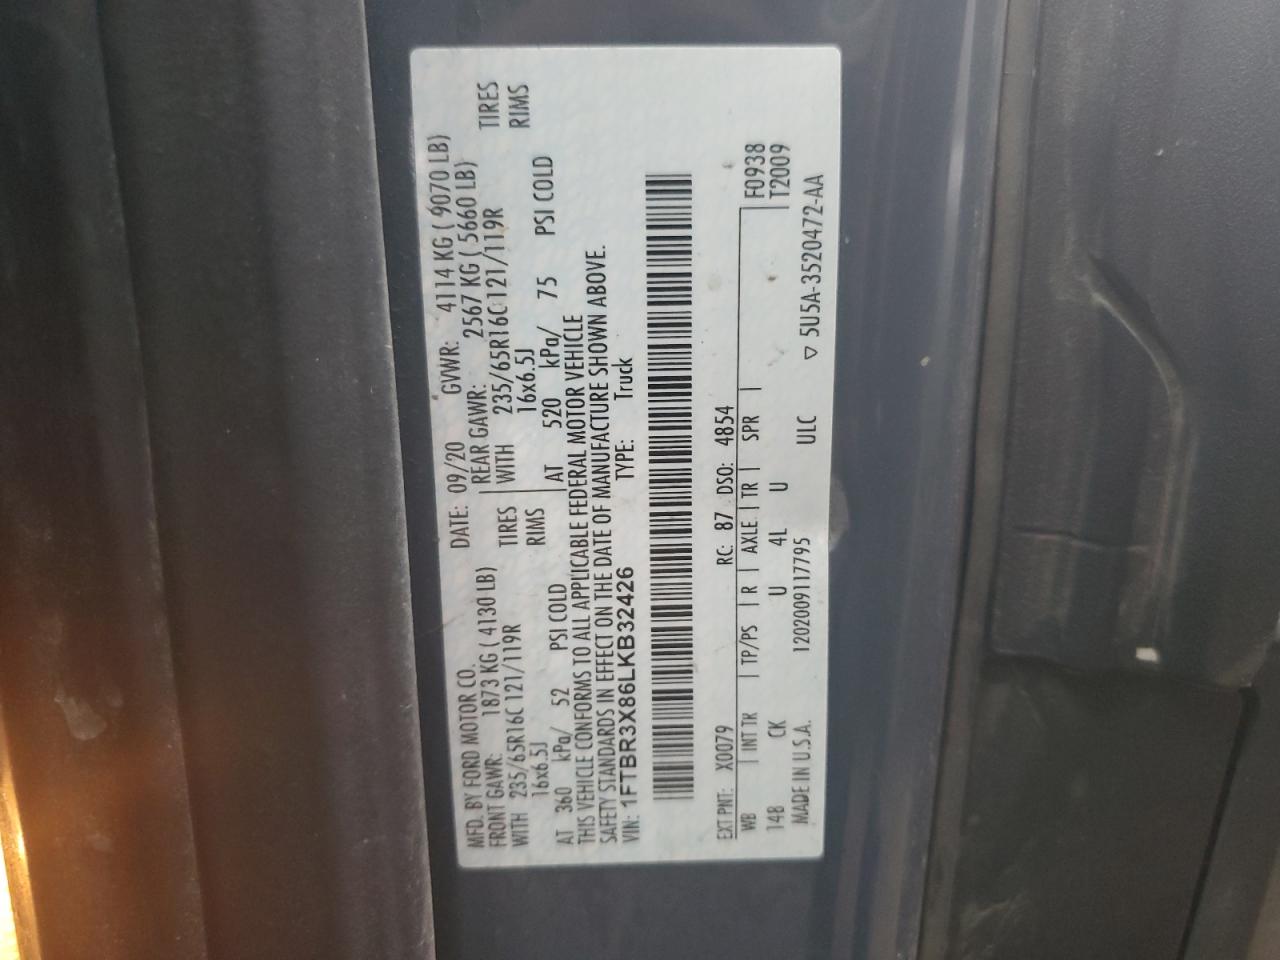 MFD. BY FORD MOTOR CO. DATE: 09/20 GVWR: 4114 KG ( 9070 LB)
FRONT GAWR: 1873 KG ( 4130 LB) REAR GAWR: 2567 KG ( 5660 LB)
WITH 235/65R16C 121/119R TIRES WITH 235/65R16C 121/119R TIRES
16x6.5J RIMS 16x6.5J RIMS
AT 360 kPa/ 52 PSI COLD AT 520 kPa/ 75 PSI COLD
THIS VEHICLE CONFORMS TO ALL APPLICABLE FEDERAL MOTOR VEHICLE
SAFETY STANDARDS IN EFFECT ON THE DATE OF MANUFACTURE SHOWN ABOVE.
VIN: 1FTBR3X86LKB32426 TYPE: Truck
EXT PNT: X0079 RC: 87 DSO: 4854
WB INT TK TP/PS R AXLE TR SPR F0938
148 CK U 4L U T2009
MADE IN U.S.A. 1202009117795 ULC ▽ 5U5A-3520472-AA